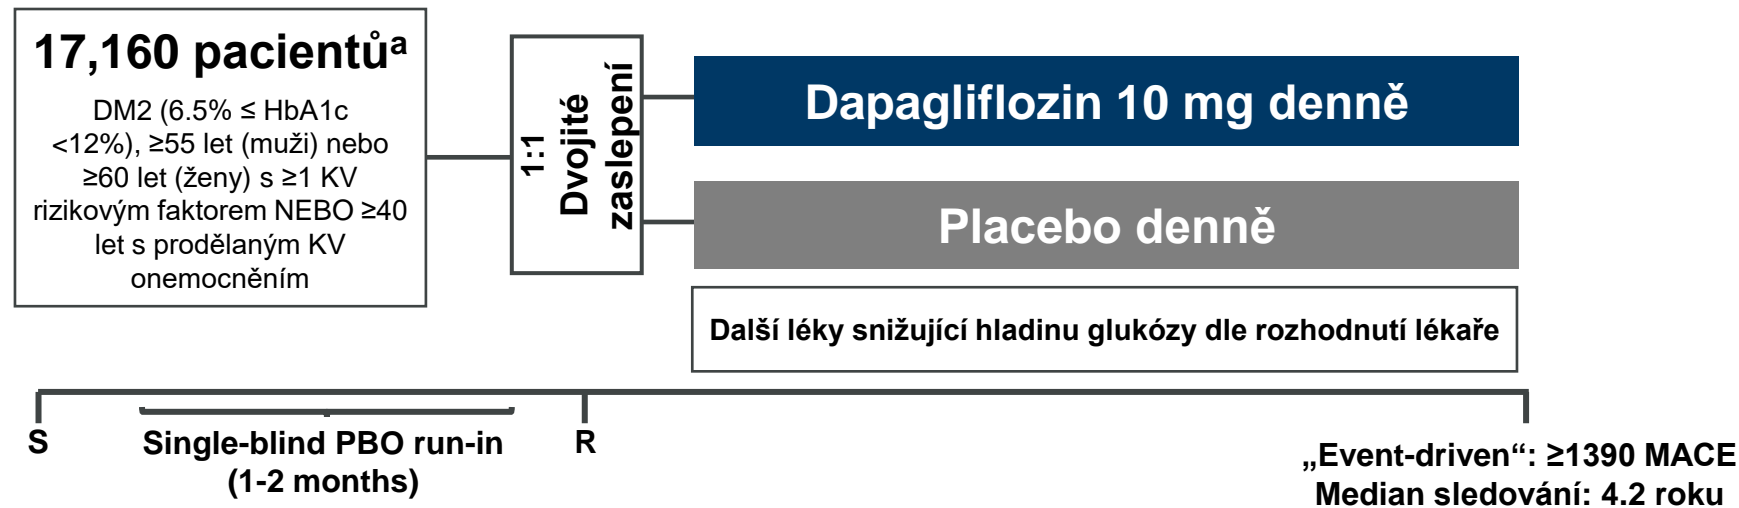 17,160 pacientůa
DM2 (6.5% ≤ HbA1c
<12%), ≥55 let (muži) nebo
≥60 let (ženy) s ≥1 KV
rizikovým faktorem NEBO ≥40
let s prodělaným KV
onemocněním
1:1
Dvojité
zaslepení
Dapagliflozin 10 mg denně
Placebo denně
Další léky snižující hladinu glukózy dle rozhodnutí lékaře
S
Single-blind PBO run-in
(1-2 months)
R
„Event-driven“: ≥1390 MACE
Median sledování: 4.2 roku